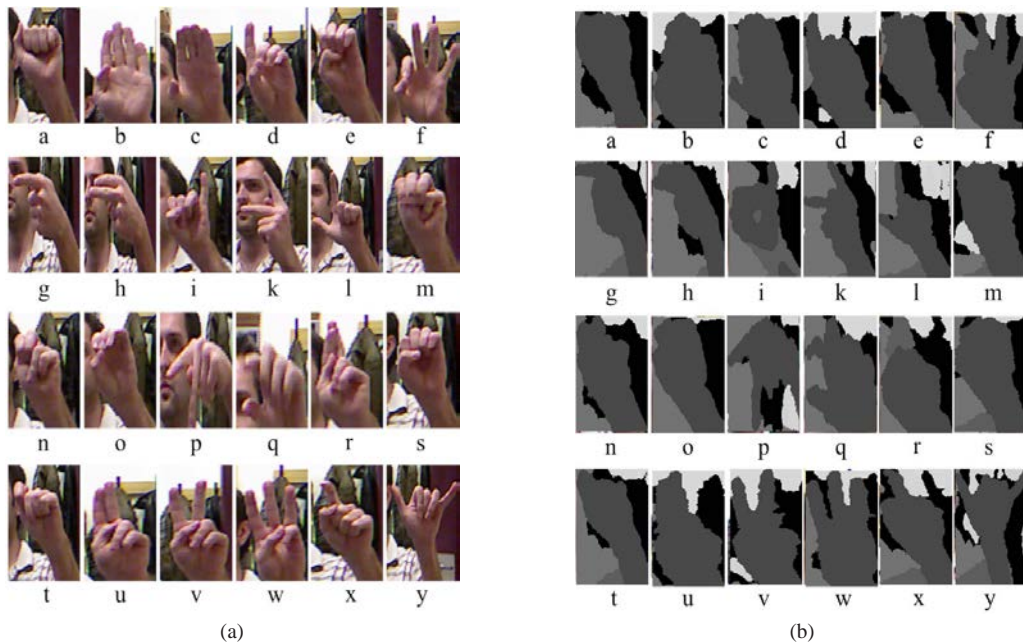 a b c d e f
g h i k l m
n o p q r s
t u v w x y
(a)
a b c d e f
g h i k l m
n o p q r s
t u v w x y
(b)